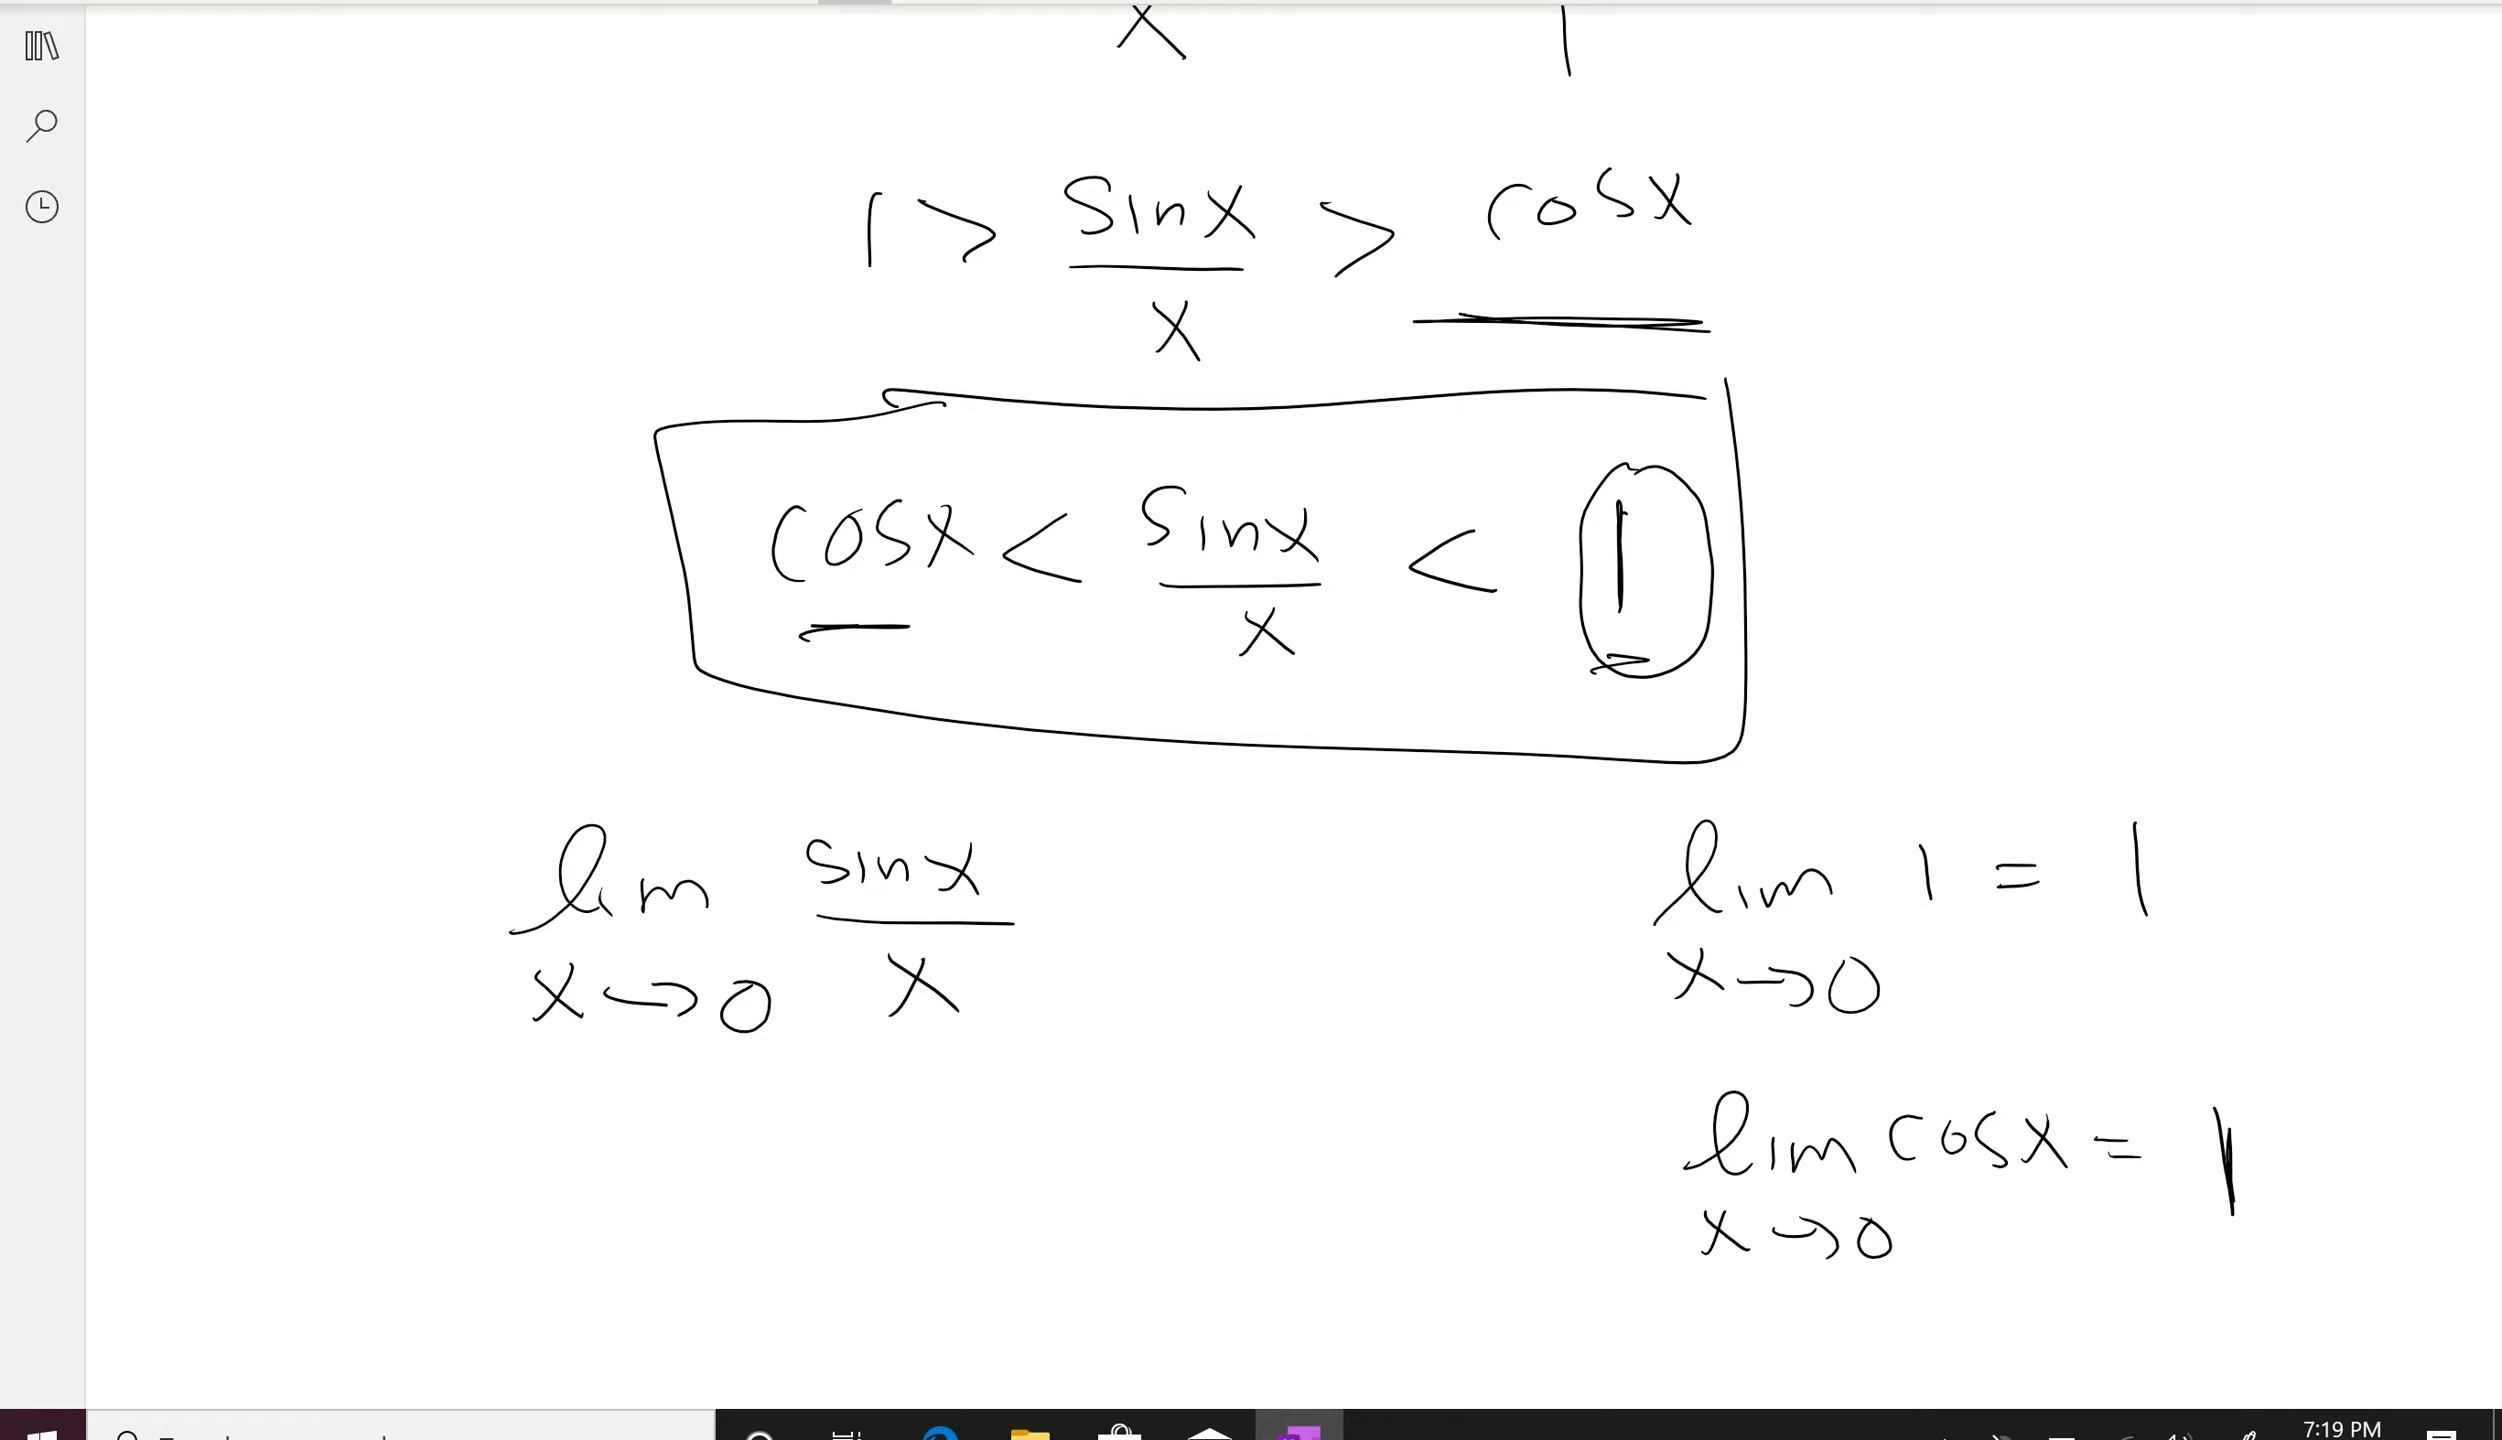 x 1
1 > sinx / x > cosx
cosx < sinx / x < 1
lim x→0 sinx / x
lim x→0 1 = 1
lim x→0 cosx = 1
7:19 PM